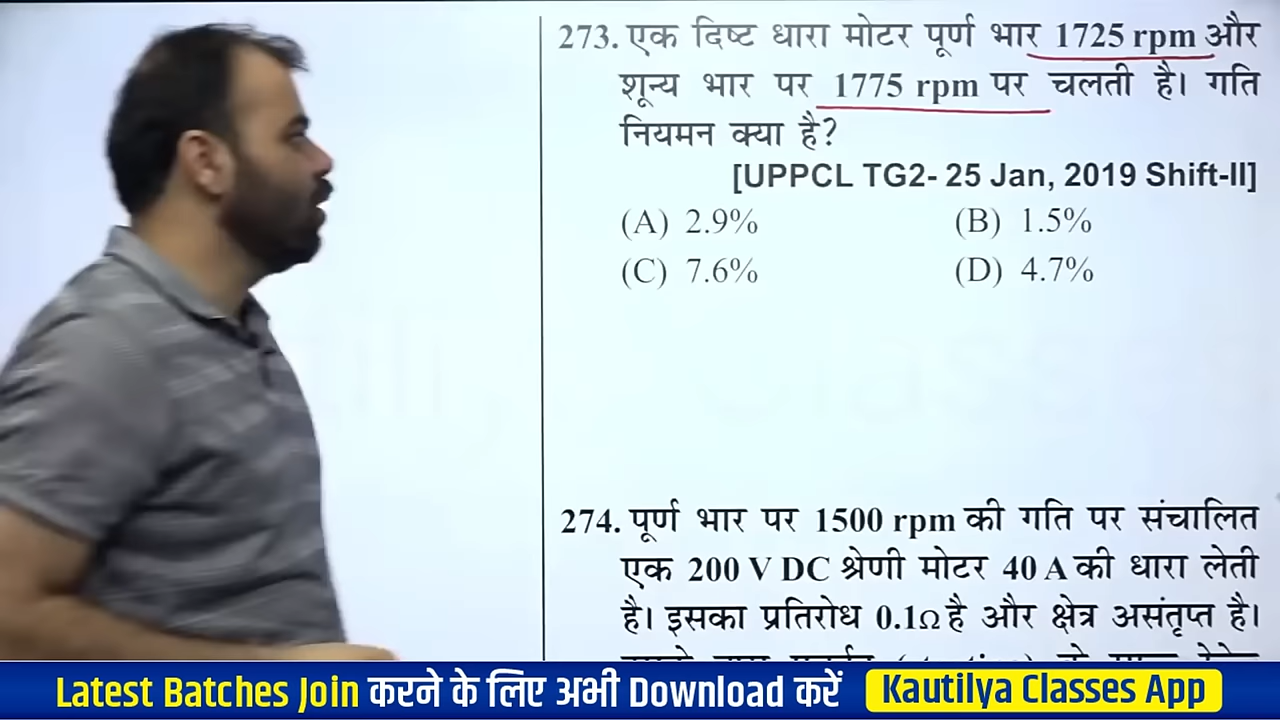 273. एक दिष्ट धारा मोटर पूर्ण भार 1725 rpm और
शून्य भार पर 1775 rpm पर चलती है। गति
नियमन क्या है?
[UPPCL TG2- 25 Jan, 2019 Shift-II]
(A) 2.9% (B) 1.5%
(C) 7.6% (D) 4.7%
274. पूर्ण भार पर 1500 rpm की गति पर संचालित
एक 200 V DC श्रेणी मोटर 40 A की धारा लेती
है। इसका प्रतिरोध 0.1Ω है और क्षेत्र असंतृप्त है।
Latest Batches Join करने के लिए अभी Download करें Kautilya Classes App